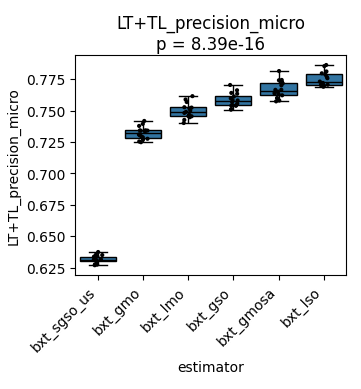 LT+TL_precision_micro
p = 8.39e-16
LT+TL_precision_micro
0.775
0.750
0.725
0.700
0.675
0.650
0.625
bxt_sgso_us
bxt_gmo
bxt_lmo
bxt_gso
bxt_gmosa
bxt_lso
estimator